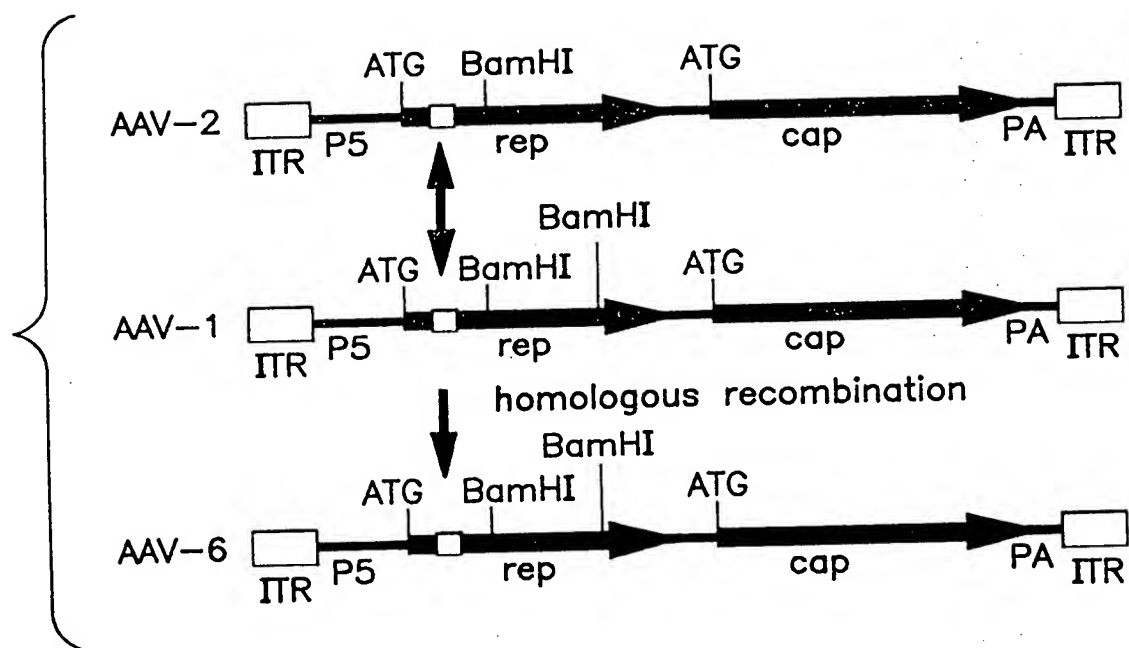 ATG BamHI ATG
AAV-2
ITR P5 rep cap PA ITR
BamHI
ATG BamHI ATG
AAV-1
ITR P5 rep cap PA ITR
homologous recombination
BamHI
ATG BamHI ATG
AAV-6
ITR P5 rep cap PA ITR